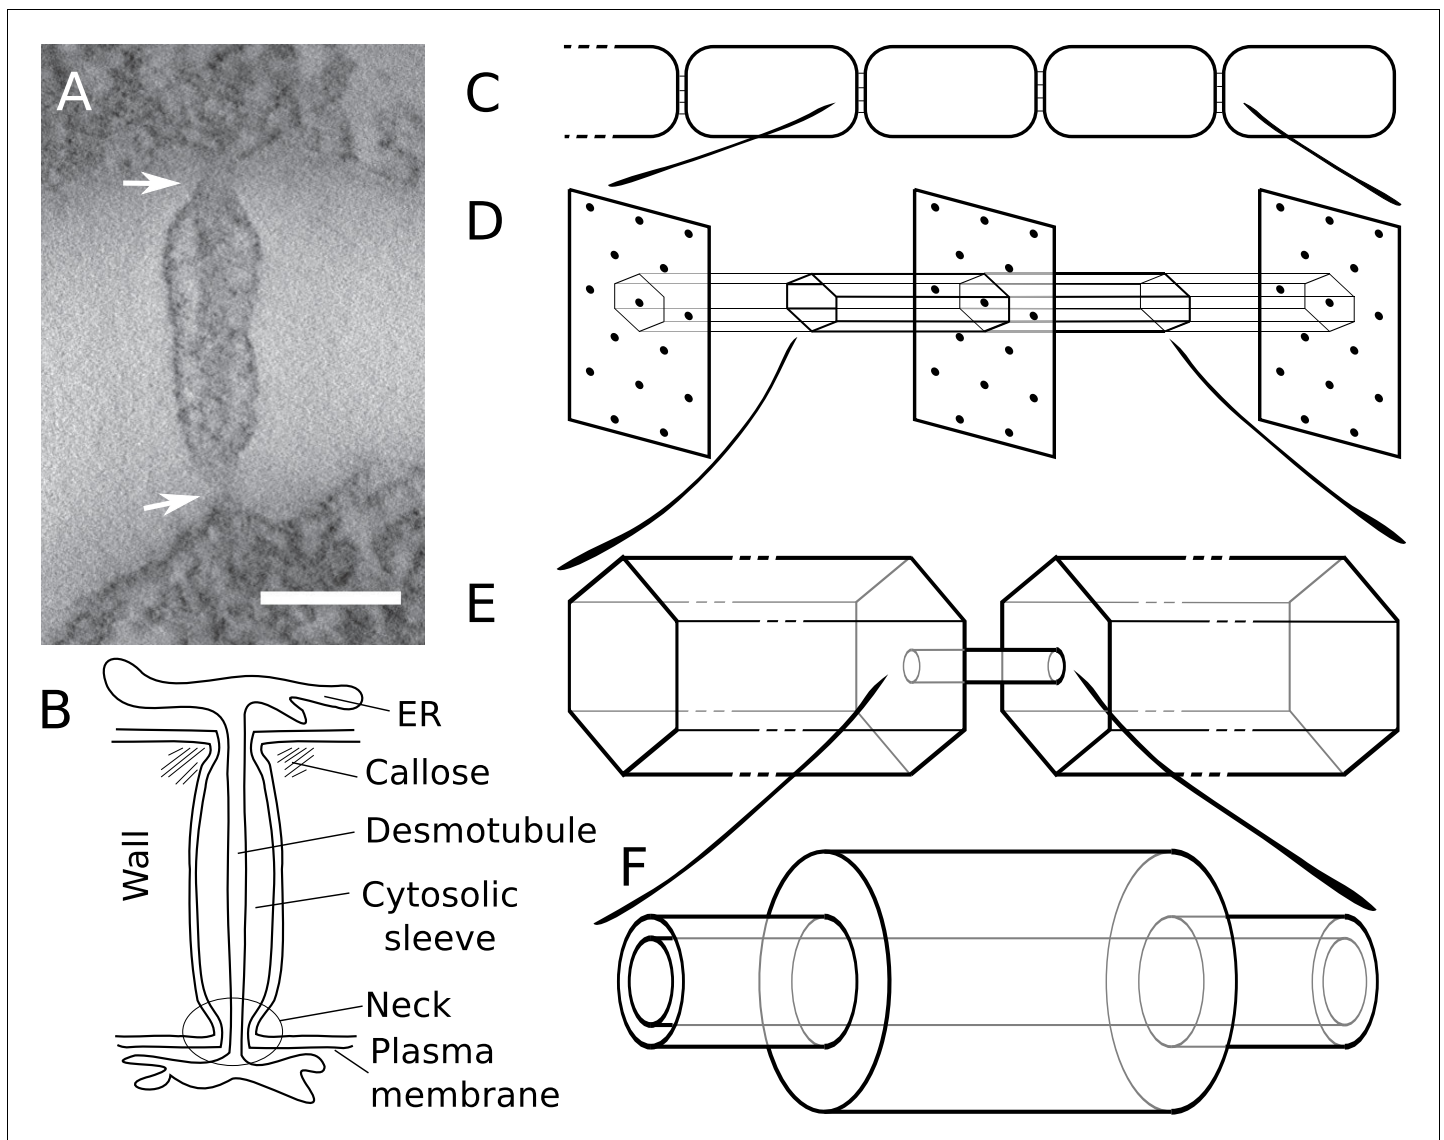 A
C
D
E
B
ER
Callose
Desmotubule
Wall
Cytosolic
sleeve
F
Neck
Plasma
membrane